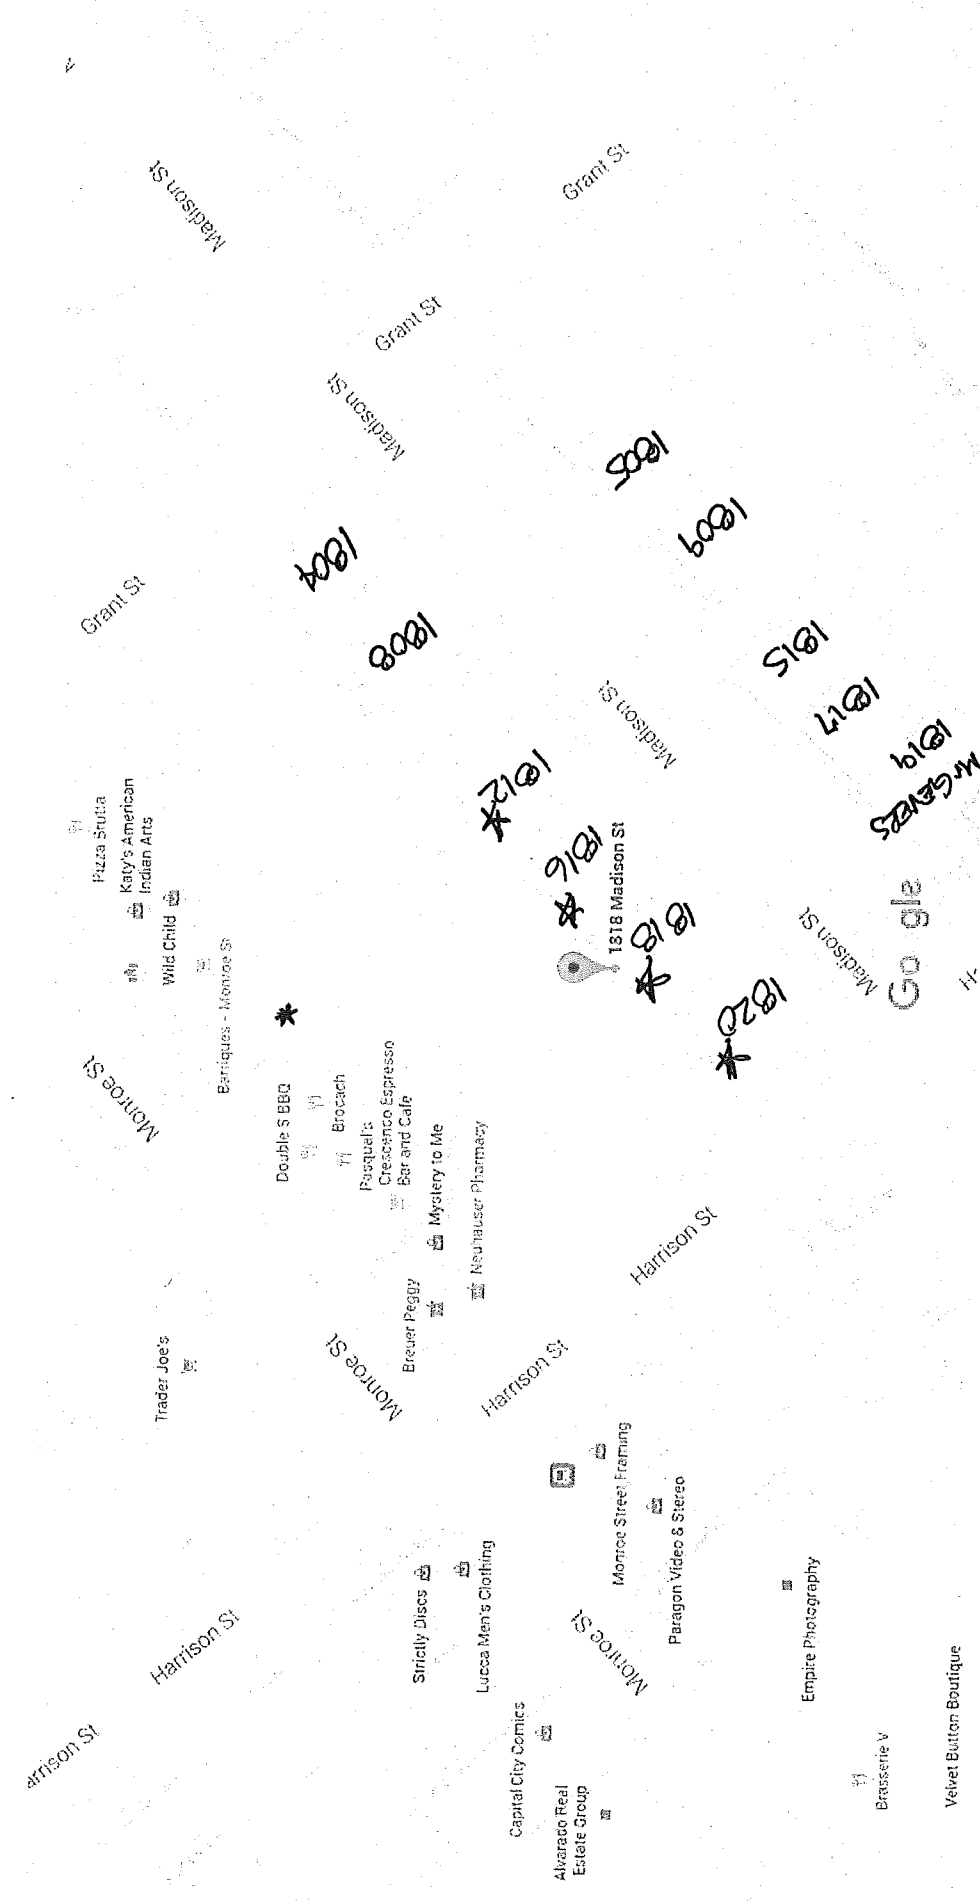 Madison St
Grant St
Grant St
Madison St
1805
1809
1804
Grant St
1808
1815
1817
1819
Mr GEVERS
Madison St
1812
1816
1818 Madison St
1818
1820
Madison St
Google
Pizza Brutta
Katy's American
Indian Arts
Wild Child
Barriques - Monroe St
Monroe St
Double S BBQ
Brocach
Pasqual's
Crescendo Espresso
Bar and Cafe
Mystery to Me
Neuhauser Pharmacy
Harrison St
Breuer Peggy
Trader Joe's
Monroe St
Harrison St
Monroe Street Framing
Paragon Video & Stereo
Strictly Discs
Lucca Men's Clothing
Monroe St
Harrison St
Empire Photography
Capital City Comics
arrison St
Alvarado Real
Estate Group
Brasserie V
Velvet Button Boutique